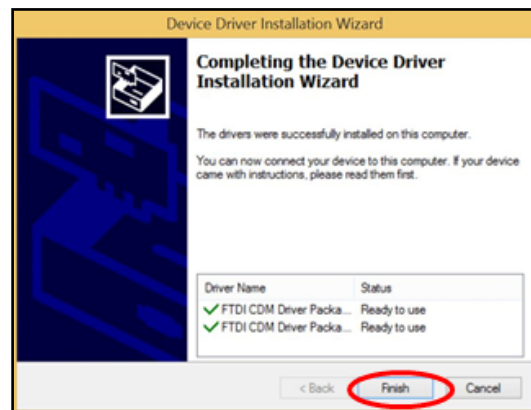 Device Driver Installation Wizard
Completing the Device Driver
Installation Wizard
The drivers were successfully installed on this computer.
You can now connect your device to this computer. If your device
came with instructions, please read them first.
Driver Name Status
FTDI CDM Driver Packa... Ready to use
FTDI CDM Driver Packa... Ready to use
< Back Finish Cancel